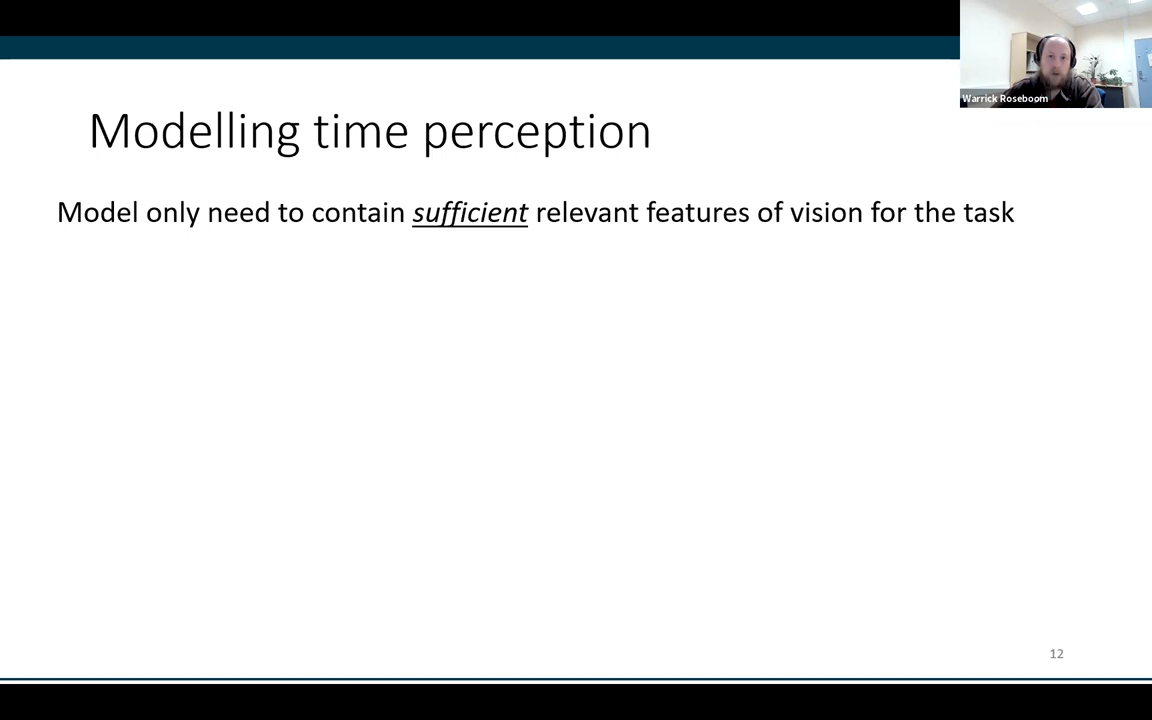 Warrick Roseboom
Modelling time perception
Model only need to contain sufficient relevant features of vision for the task
12